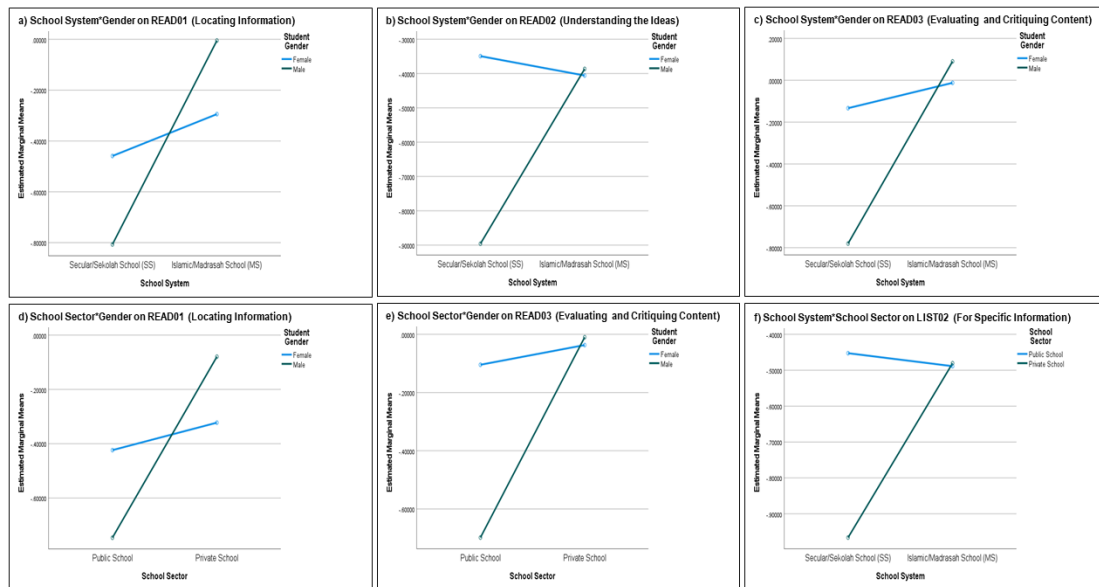 a) School System*Gender on READ01 (Locating Information)
Student
Gender
Female
Male
.00000
-.20000
-.40000
-.60000
-.80000
Estimated Marginal Means
Secular/Sekolah School (SS)
Islamic/Madrasah School (MS)
School System
b) School System*Gender on READ02 (Understanding the Ideas)
Student
Gender
Female
Male
-.30000
-.40000
-.50000
-.60000
-.70000
-.80000
-.90000
Estimated Marginal Means
Secular/Sekolah School (SS)
Islamic/Madrasah School (MS)
School System
c) School System*Gender on READ03 (Evaluating and Critiquing Content)
Student
Gender
Female
Male
.20000
.00000
-.20000
-.40000
-.60000
-.80000
Estimated Marginal Means
Secular/Sekolah School (SS)
Islamic/Madrasah School (MS)
School System
d) School Sector*Gender on READ01 (Locating Information)
Student
Gender
Female
Male
.00000
-.20000
-.40000
-.60000
Estimated Marginal Means
Public School
Private School
School Sector
e) School Sector*Gender on READ03 (Evaluating and Critiquing Content)
Student
Gender
Female
Male
.00000
-.20000
-.40000
-.60000
Estimated Marginal Means
Public School
Private School
School Sector
f) School System*School Sector on LIST02 (For Specific Information)
School
Sector
Public School
Private School
-.40000
-.50000
-.60000
-.70000
-.80000
-.90000
Estimated Marginal Means
Secular/Sekolah School (SS)
Islamic/Madrasah School (MS)
School System